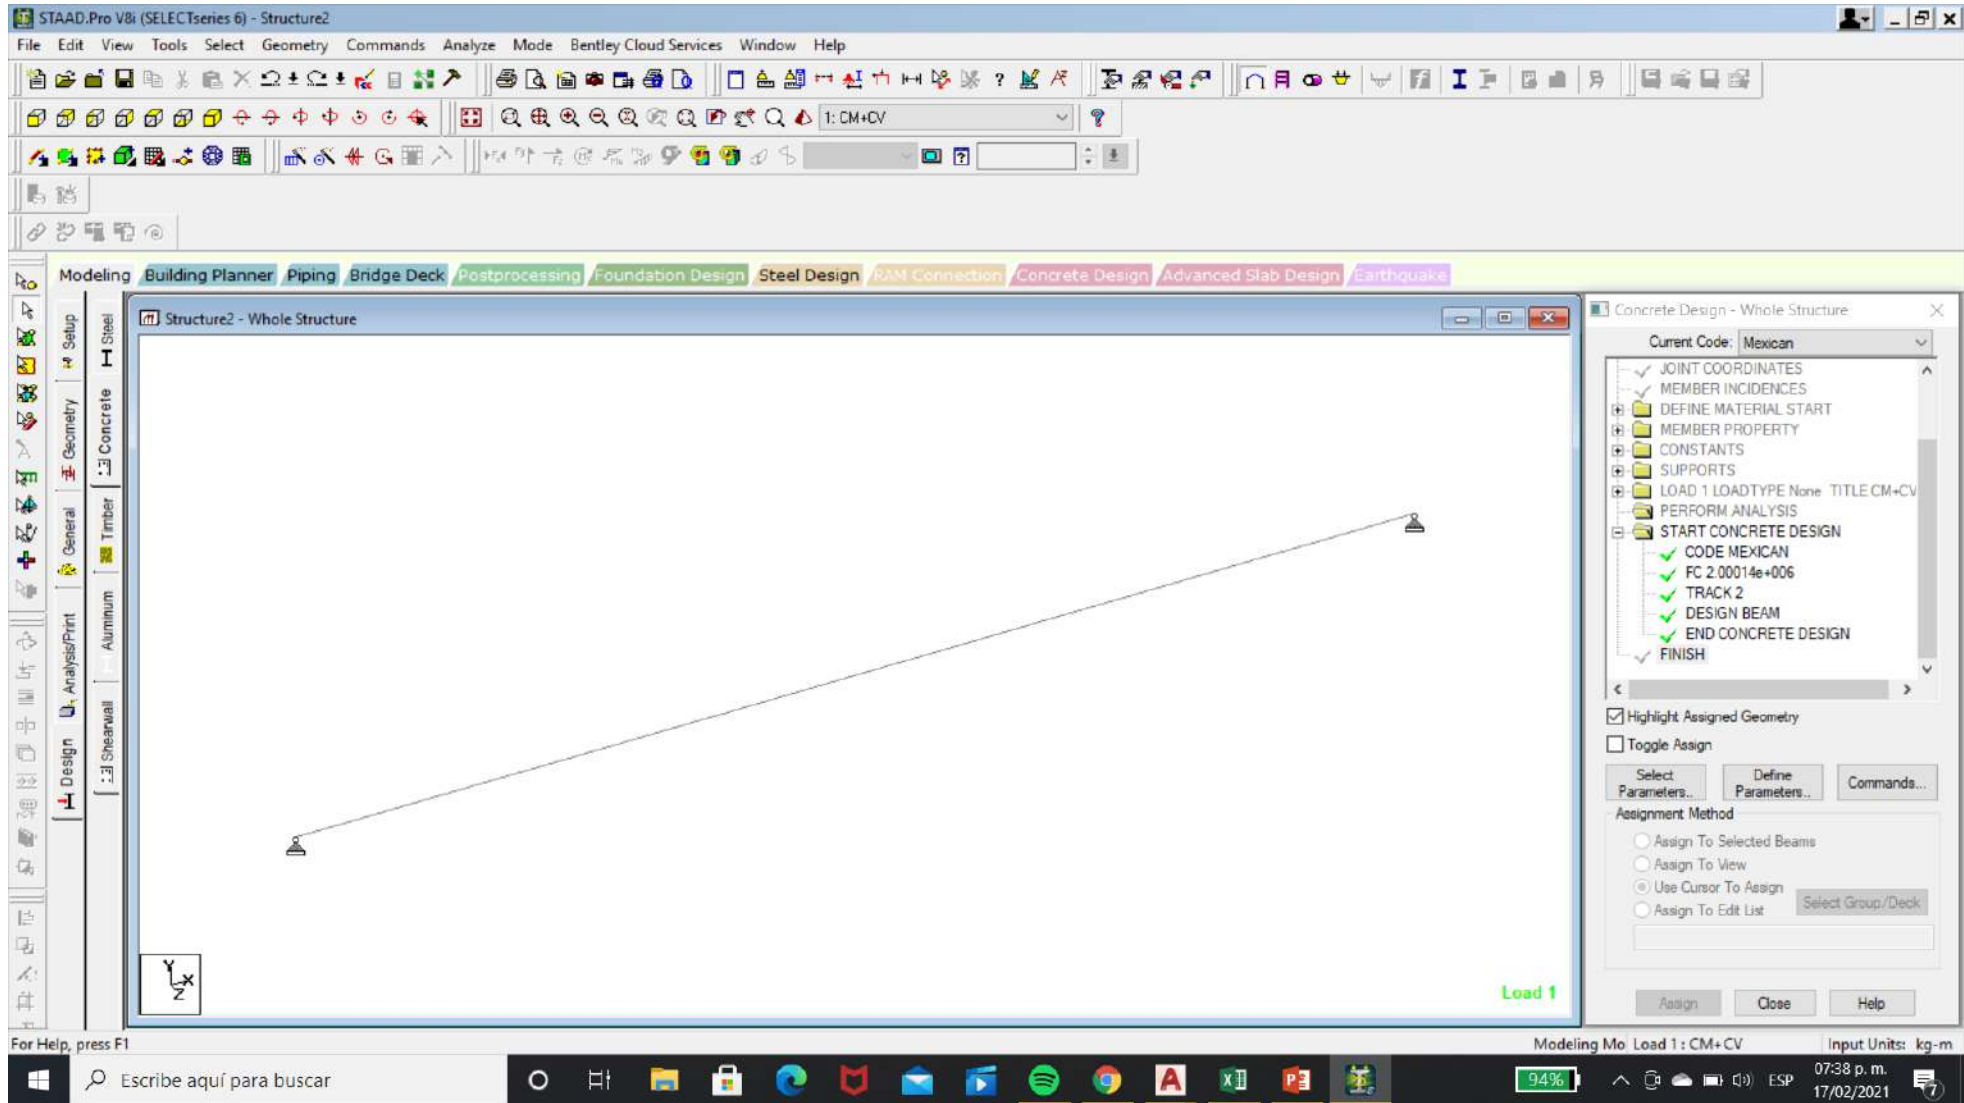 STAAD.Pro V8i (SELECTseries 6) - Structure2
File Edit View Tools Select Geometry Commands Analyze Mode Bentley Cloud Services Window Help
1: CM+CV
Modeling Building Planner Piping Bridge Deck Postprocessing Foundation Design Steel Design RAM Connection Concrete Design Advanced Slab Design Earthquake
Setup
Geometry
General
Analysis/Print
Design
Steel
Concrete
Timber
Aluminum
Shearwall
Structure2 - Whole Structure
Y
X
Z
Load 1
Concrete Design - Whole Structure
Current Code: Mexican
JOINT COORDINATES
MEMBER INCIDENCES
DEFINE MATERIAL START
MEMBER PROPERTY
CONSTANTS
SUPPORTS
LOAD 1 LOADTYPE None TITLE CM+CV
PERFORM ANALYSIS
START CONCRETE DESIGN
CODE MEXICAN
FC 2.00014e+006
TRACK 2
DESIGN BEAM
END CONCRETE DESIGN
FINISH
Highlight Assigned Geometry
Toggle Assign
Select Parameters..
Define Parameters..
Commands...
Assignment Method
Assign To Selected Beams
Assign To View
Use Cursor To Assign
Assign To Edit List
Select Group/Deck
Assign Close Help
For Help, press F1
Modeling Mo Load 1 : CM+CV Input Units: kg-m
Escribe aquí para buscar
94%
ESP
07:38 p. m.
17/02/2021
7